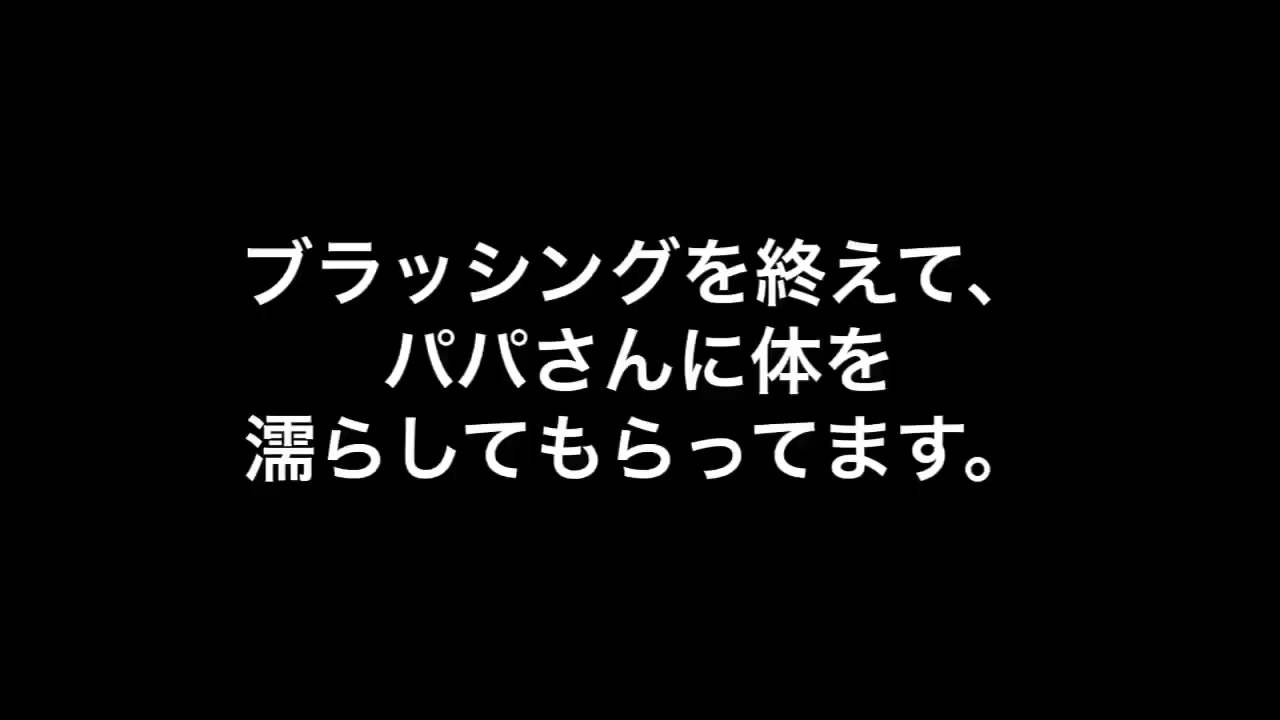 ブラッシングを終えて、
パパさんに体を
濡らしてもらってます。